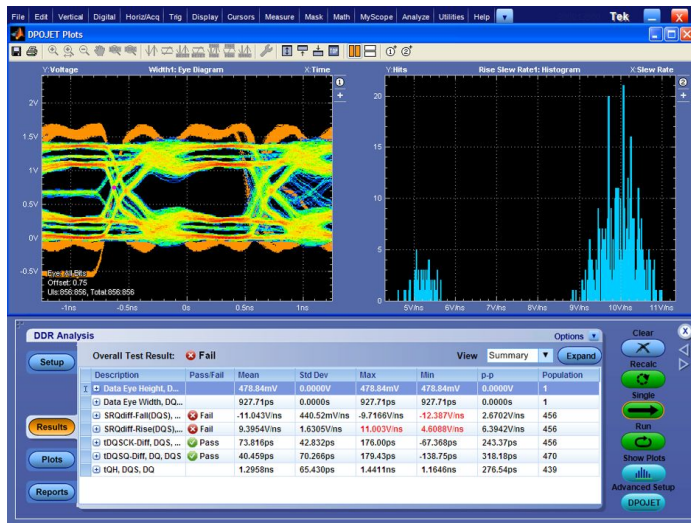 File Edit Vertical Digital Horiz/Acq Trig Display Cursors Measure Mask Math MyScope Analyze Utilities Help Tek
DPOJET Plots
Y:Voltage Width1: Eye Diagram X:Time
2V
1.5V
1V
0.5V
0V
-0.5V
Eye: All Bits
Offset: 0.75
UIs:856:856, Total:856:856
-1ns -0.5ns 0s 0.5ns 1ns
Y:Hits Rise Slew Rate1: Histogram X:Slew Rate
20
15
10
5
0
5V/ns 6V/ns 7V/ns 8V/ns 9V/ns 10V/ns 11V/ns
DDR Analysis Options
Overall Test Result: Fail View Summary Expand
Description Pass/Fail Mean Std Dev Max Min p-p Population
Data Eye Height, D... 478.84mV 0.0000V 478.84mV 478.84mV 0.0000V 1
Data Eye Width, DQ... 927.71ps 0.0000s 927.71ps 927.71ps 0.0000s 1
SRQdiff-Fall(DQS), ... Fail -11.043V/ns 440.52mV/ns -9.7166V/ns -12.387V/ns 2.6702V/ns 456
SRQdiff-Rise(DQS),... Fail 9.3954V/ns 1.6305V/ns 11.003V/ns 4.6088V/ns 6.3942V/ns 456
tDQSCK-Diff, DQS, ... Pass 73.816ps 42.832ps 176.00ps -67.368ps 243.37ps 456
tDQSQ-Diff, DQ, DQS Pass 40.459ps 70.266ps 179.43ps -138.75ps 318.18ps 470
tQH, DQS, DQ 1.2958ns 65.430ps 1.4411ns 1.1646ns 276.54ps 439
Setup
Results
Plots
Reports
Clear
X
Recalc
Single
Run
Show Plots
Advanced Setup
DPOJET